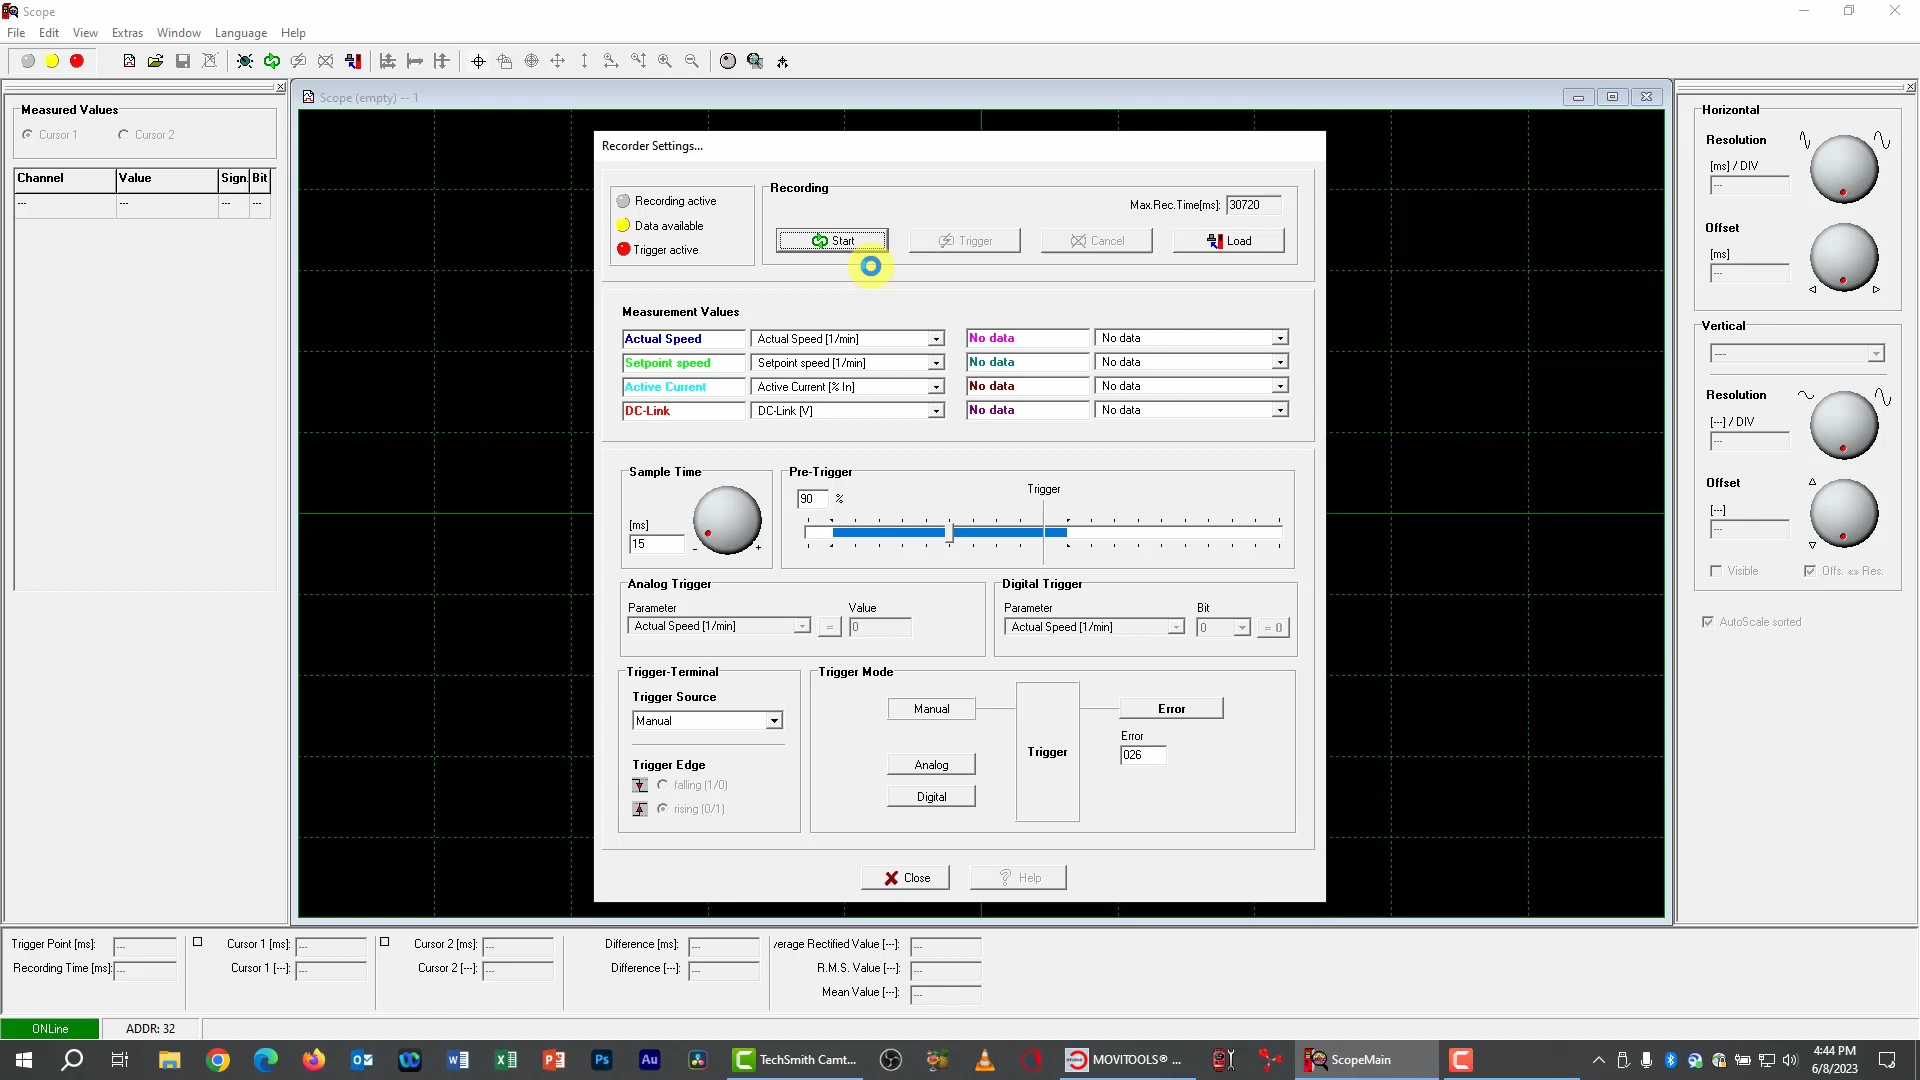 Scope
File Edit View Extras Window Language Help
Scope (empty) -- 1
Measured Values
Cursor 1 Cursor 2
Channel Value Sign. Bit
--- --- --- ---
Recorder Settings...
Recording active
Data available
Trigger active
Recording
Max.Rec.Time[ms]: 30720
Start Trigger Cancel Load
Measurement Values
Actual Speed Actual Speed [1/min] No data No data
Setpoint speed Setpoint speed [1/min] No data No data
Active Current Active Current [% In] No data No data
DC-Link DC-Link [V] No data No data
Sample Time
[ms]
15
- +
Pre-Trigger
90 %
Trigger
Analog Trigger
Parameter Value
Actual Speed [1/min] = 0
Digital Trigger
Parameter Bit
Actual Speed [1/min] 0 = 0
Trigger-Terminal
Trigger Source
Manual
Trigger Edge
falling (1/0)
rising (0/1)
Trigger Mode
Manual
Analog
Digital
Trigger
Error
Error
026
Close Help
Horizontal
Resolution
[ms] / DIV
---
Offset
[ms]
---
Vertical
---
Resolution
[---] / DIV
---
Offset
[---]
---
Visible Offs. <> Res.
AutoScale sorted
Trigger Point [ms]: --- Cursor 1 [ms]: --- Cursor 2 [ms]: --- Difference [ms]: --- verage Rectified Value [---]: ---
Recording Time [ms]: --- Cursor 1 [---]: --- Cursor 2 [---]: --- Difference [---]: --- R.M.S. Value [---]: ---
Mean Value [---]: ---
ONLine ADDR: 32
TechSmith Camt... MOVITOOLS® ... ScopeMain
4:44 PM
6/8/2023